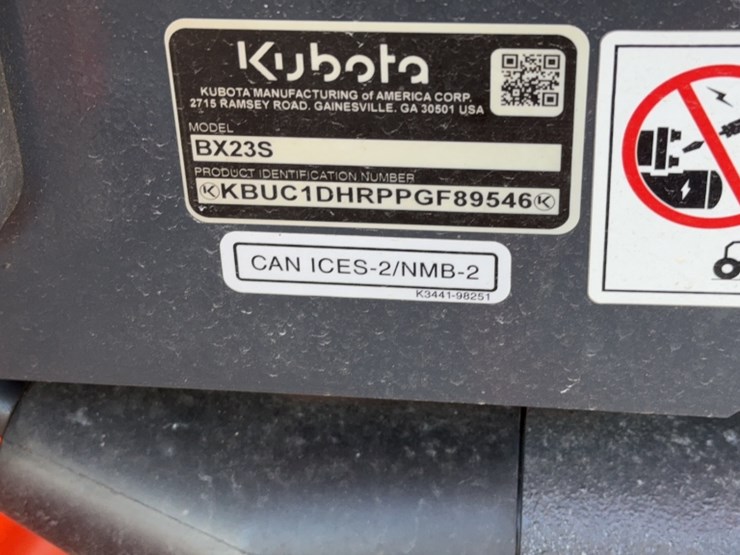 Kubota
KUBOTA MANUFACTURING of AMERICA CORP.
2715 RAMSEY ROAD. GAINESVILLE. GA 30501 USA
MODEL
BX23S
PRODUCT IDENTIFICATION NUMBER
KBUC1DHRPPGF89546
CAN ICES-2/NMB-2
K3441-98251